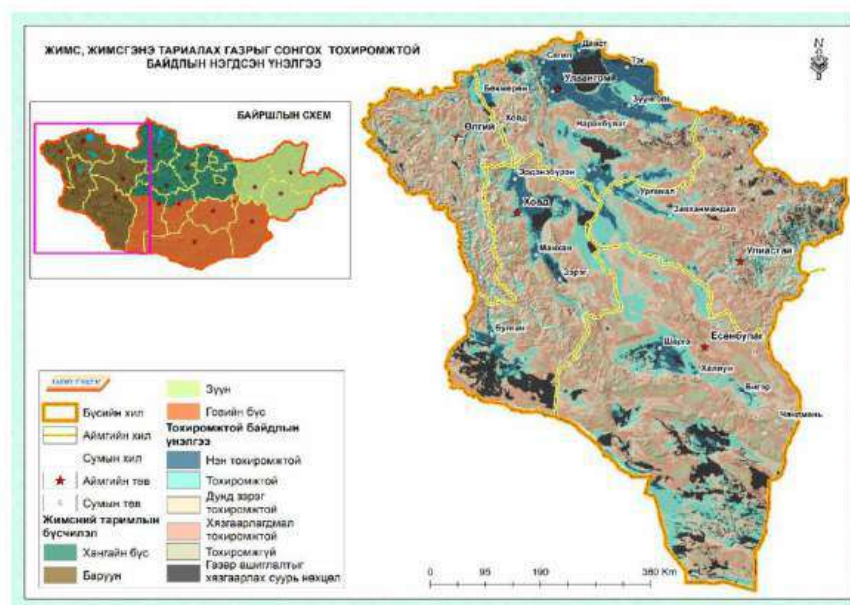 ЖИМС, ЖИМСГЭНЭ ТАРИАЛАХ ГАЗРЫГ СОНГОХ ТОХИРОМЖТОЙ
БАЙДЛЫН НЭГДСЭН ҮНЭЛГЭЭ
БАЙРШЛЫН СХЕМ
N
Давст
Сагил
Тэс
Улаангом
Бөхмөрөн
Зүүнговь
Ховд
Наранбулаг
Өлгий
Эрдэнэбүрэн
Ургамал
Ховд
Завханмандал
Манхан
Улиастай
Зэрэг
Булган
Шарга
Есөнбулаг
Халиун
Бигэр
Чандмань
Бүсийн хил
Аймгийн хил
Сумын хил
Аймгийн төв
Сумын төв
Жимсний таримлын
бүсчилэл
Хангайн бүс
Баруун
Зүүн
Говийн бүс
Тохиромжтой байдлын
үнэлгээ
Нэн тохиромжтой
Тохиромжтой
Дунд зэрэг
тохиромжтой
Хязгаарлагдмал
тохиромжтой
Тохиромжгүй
Газар ашиглалтыг
хязгаарлах суурь нөхцөл
0 95 190 380 Km